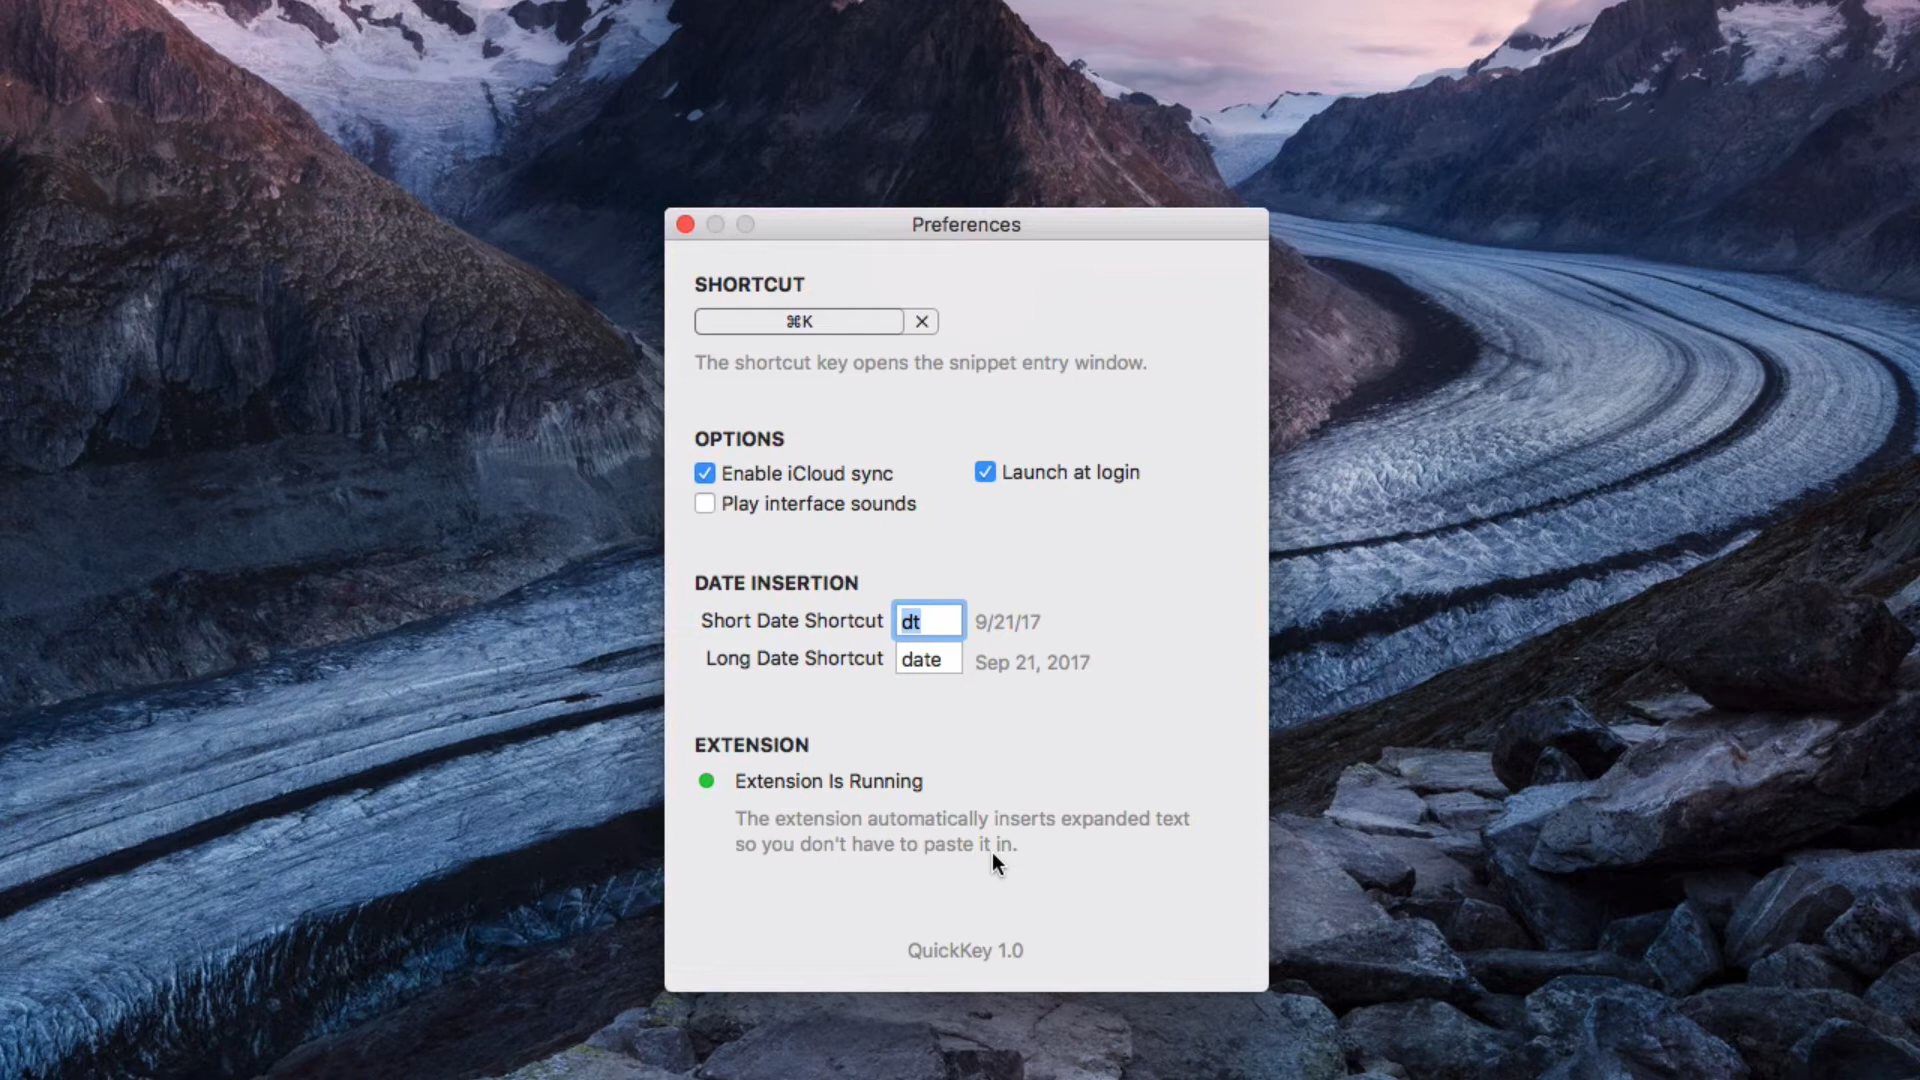 Preferences
SHORTCUT
⌘K
The shortcut key opens the snippet entry window.
OPTIONS
Enable iCloud sync
Launch at login
Play interface sounds
DATE INSERTION
Short Date Shortcut dt 9/21/17
Long Date Shortcut date Sep 21, 2017
EXTENSION
Extension Is Running
The extension automatically inserts expanded text
so you don't have to paste it in.
QuickKey 1.0